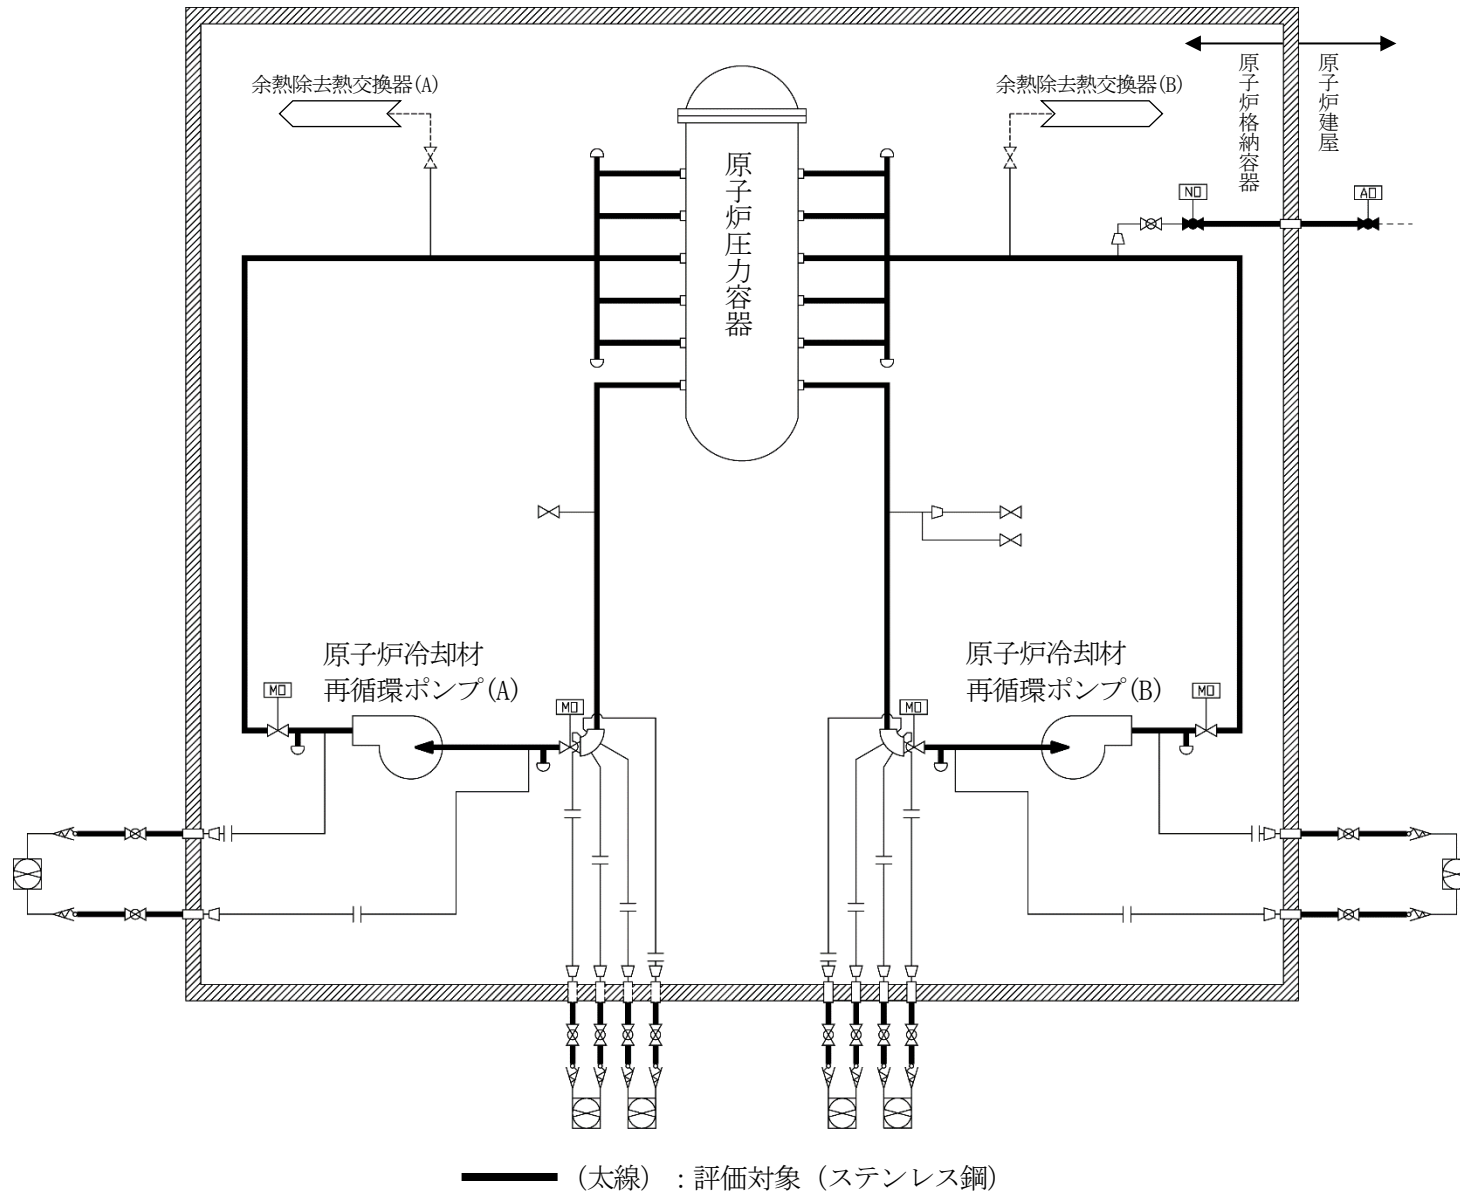 余熱除去熱交換器(A)
余熱除去熱交換器(B)
原子炉格納容器
原子炉建屋
原子炉圧力容器
NO
AO
原子炉冷却材
再循環ポンプ(A)
原子炉冷却材
再循環ポンプ(B)
MO
MO
MO
MO
(太線) : 評価対象 (ステンレス鋼)